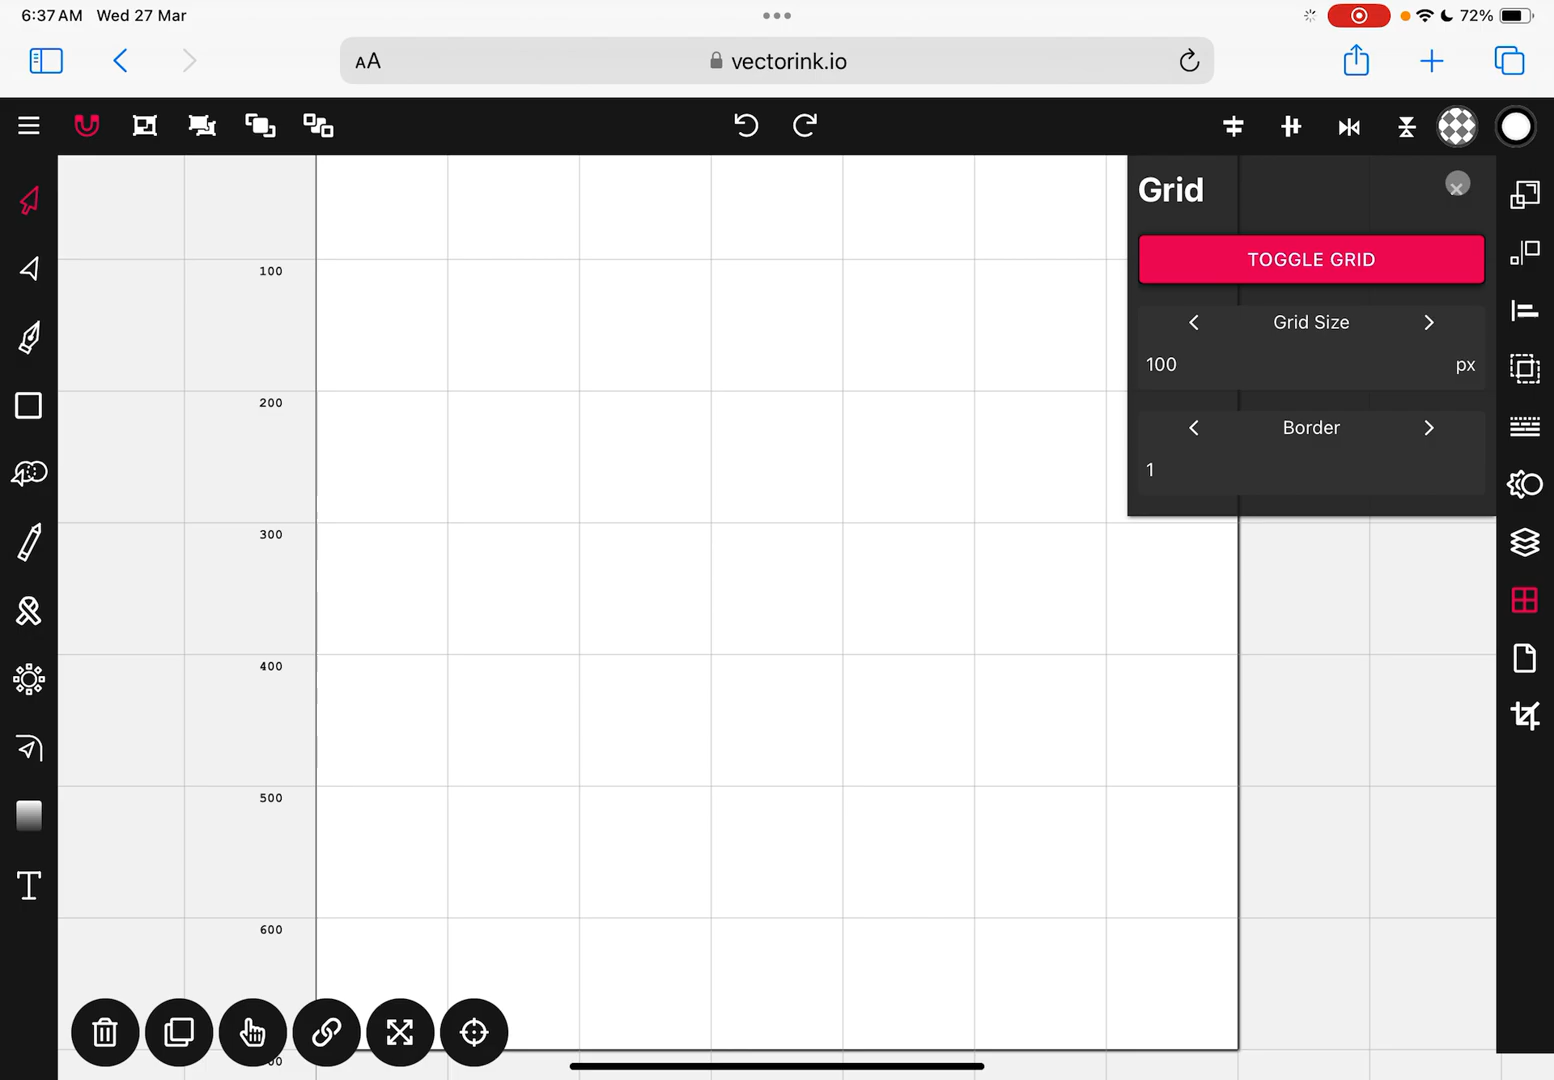 6:37 AM Wed 27 Mar
72%
AA
vectorink.io
Grid
TOGGLE GRID
Grid Size
100 px
Border
1
100
200
300
400
500
600
T